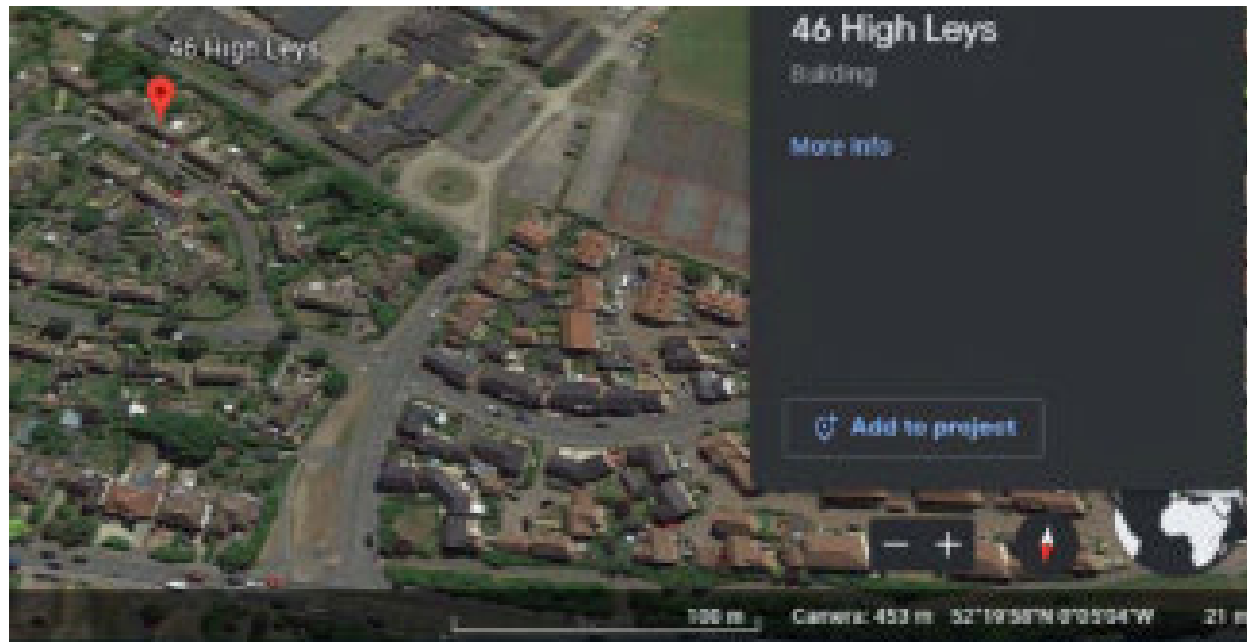 46 High Leys
46 High Leys
Building
More info
Add to project
100 m
Camera: 453 m 52°19'58"N 0°05'04"W
21 m